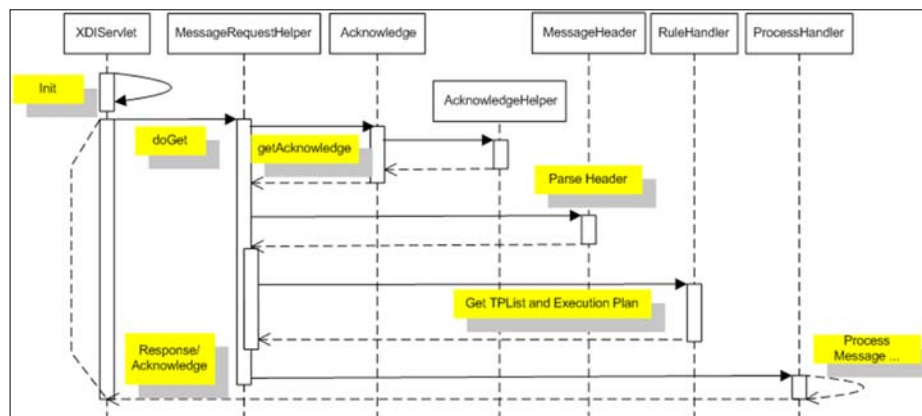 XDIServlet
MessageRequestHelper
Acknowledge
MessageHeader
RuleHandler
ProcessHandler
Init
AcknowledgeHelper
doGet
getAcknowledge
Parse Header
Get TPList and Execution Plan
Response/
Acknowledge
Process
Message ...